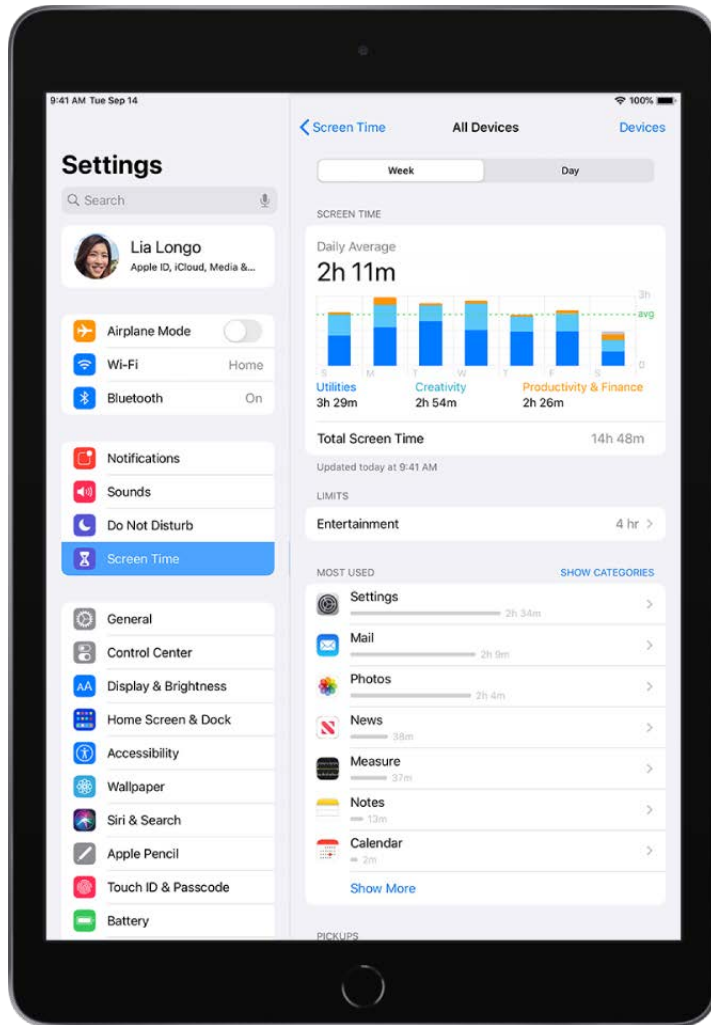 9:41 AM Tue Sep 14
100%
Settings
Search
Lia Longo
Apple ID, iCloud, Media &...
Airplane Mode
Wi-Fi Home
Bluetooth On
Notifications
Sounds
Do Not Disturb
Screen Time
General
Control Center
Display & Brightness
Home Screen & Dock
Accessibility
Wallpaper
Siri & Search
Apple Pencil
Touch ID & Passcode
Battery
Screen Time All Devices Devices
Week Day
SCREEN TIME
Daily Average
2h 11m
3h
avg
0
S M T W T F S
Utilities Creativity Productivity & Finance
3h 29m 2h 54m 2h 26m
Total Screen Time 14h 48m
Updated today at 9:41 AM
LIMITS
Entertainment 4 hr
MOST USED SHOW CATEGORIES
Settings
2h 34m
Mail
2h 9m
Photos
2h 4m
News
38m
Measure
37m
Notes
13m
Calendar
2m
Show More
PICKUPS